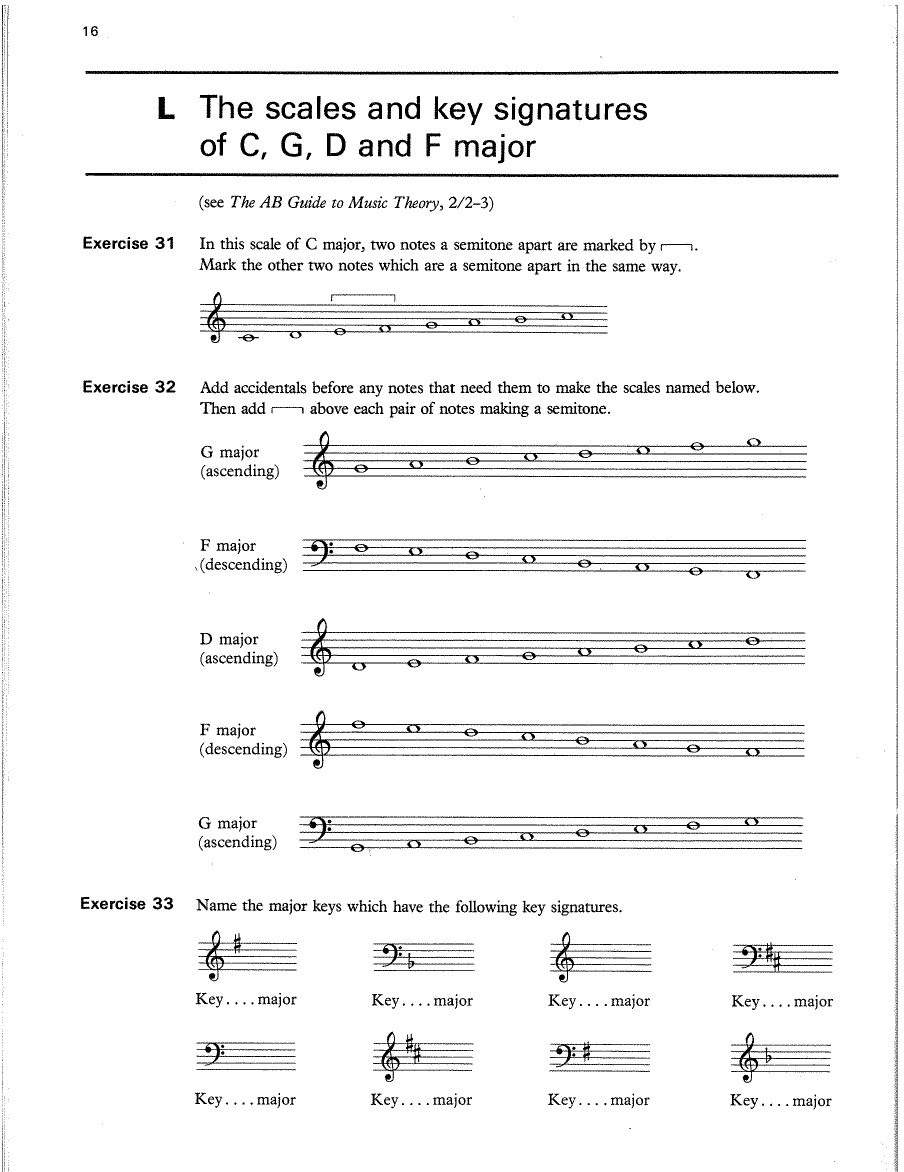 16
L The scales and key signatures
of C, G, D and F major
(see The AB Guide to Music Theory, 2/2–3)
Exercise 31 In this scale of C major, two notes a semitone apart are marked by ┌──┐.
Mark the other two notes which are a semitone apart in the same way.
Exercise 32 Add accidentals before any notes that need them to make the scales named below.
Then add ┌──┐ above each pair of notes making a semitone.
G major
(ascending)
F major
(descending)
D major
(ascending)
F major
(descending)
G major
(ascending)
Exercise 33 Name the major keys which have the following key signatures.
Key....major Key....major Key....major Key....major
Key....major Key....major Key....major Key....major